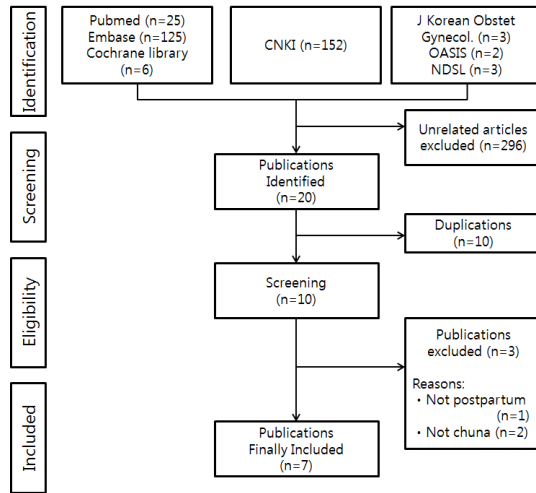 Identification
Pubmed (n=25)
Embase (n=125)
Cochrane library
(n=6)
CNKI (n=152)
J Korean Obstet
Gynecol. (n=3)
OASIS (n=2)
NDSL (n=3)
Unrelated articles
excluded (n=296)
Screening
Publications
Identified
(n=20)
Duplications
(n=10)
Eligibility
Screening
(n=10)
Publications
excluded (n=3)
Reasons:
・Not postpartum
(n=1)
・Not chuna (n=2)
Included
Publications
Finally Included
(n=7)